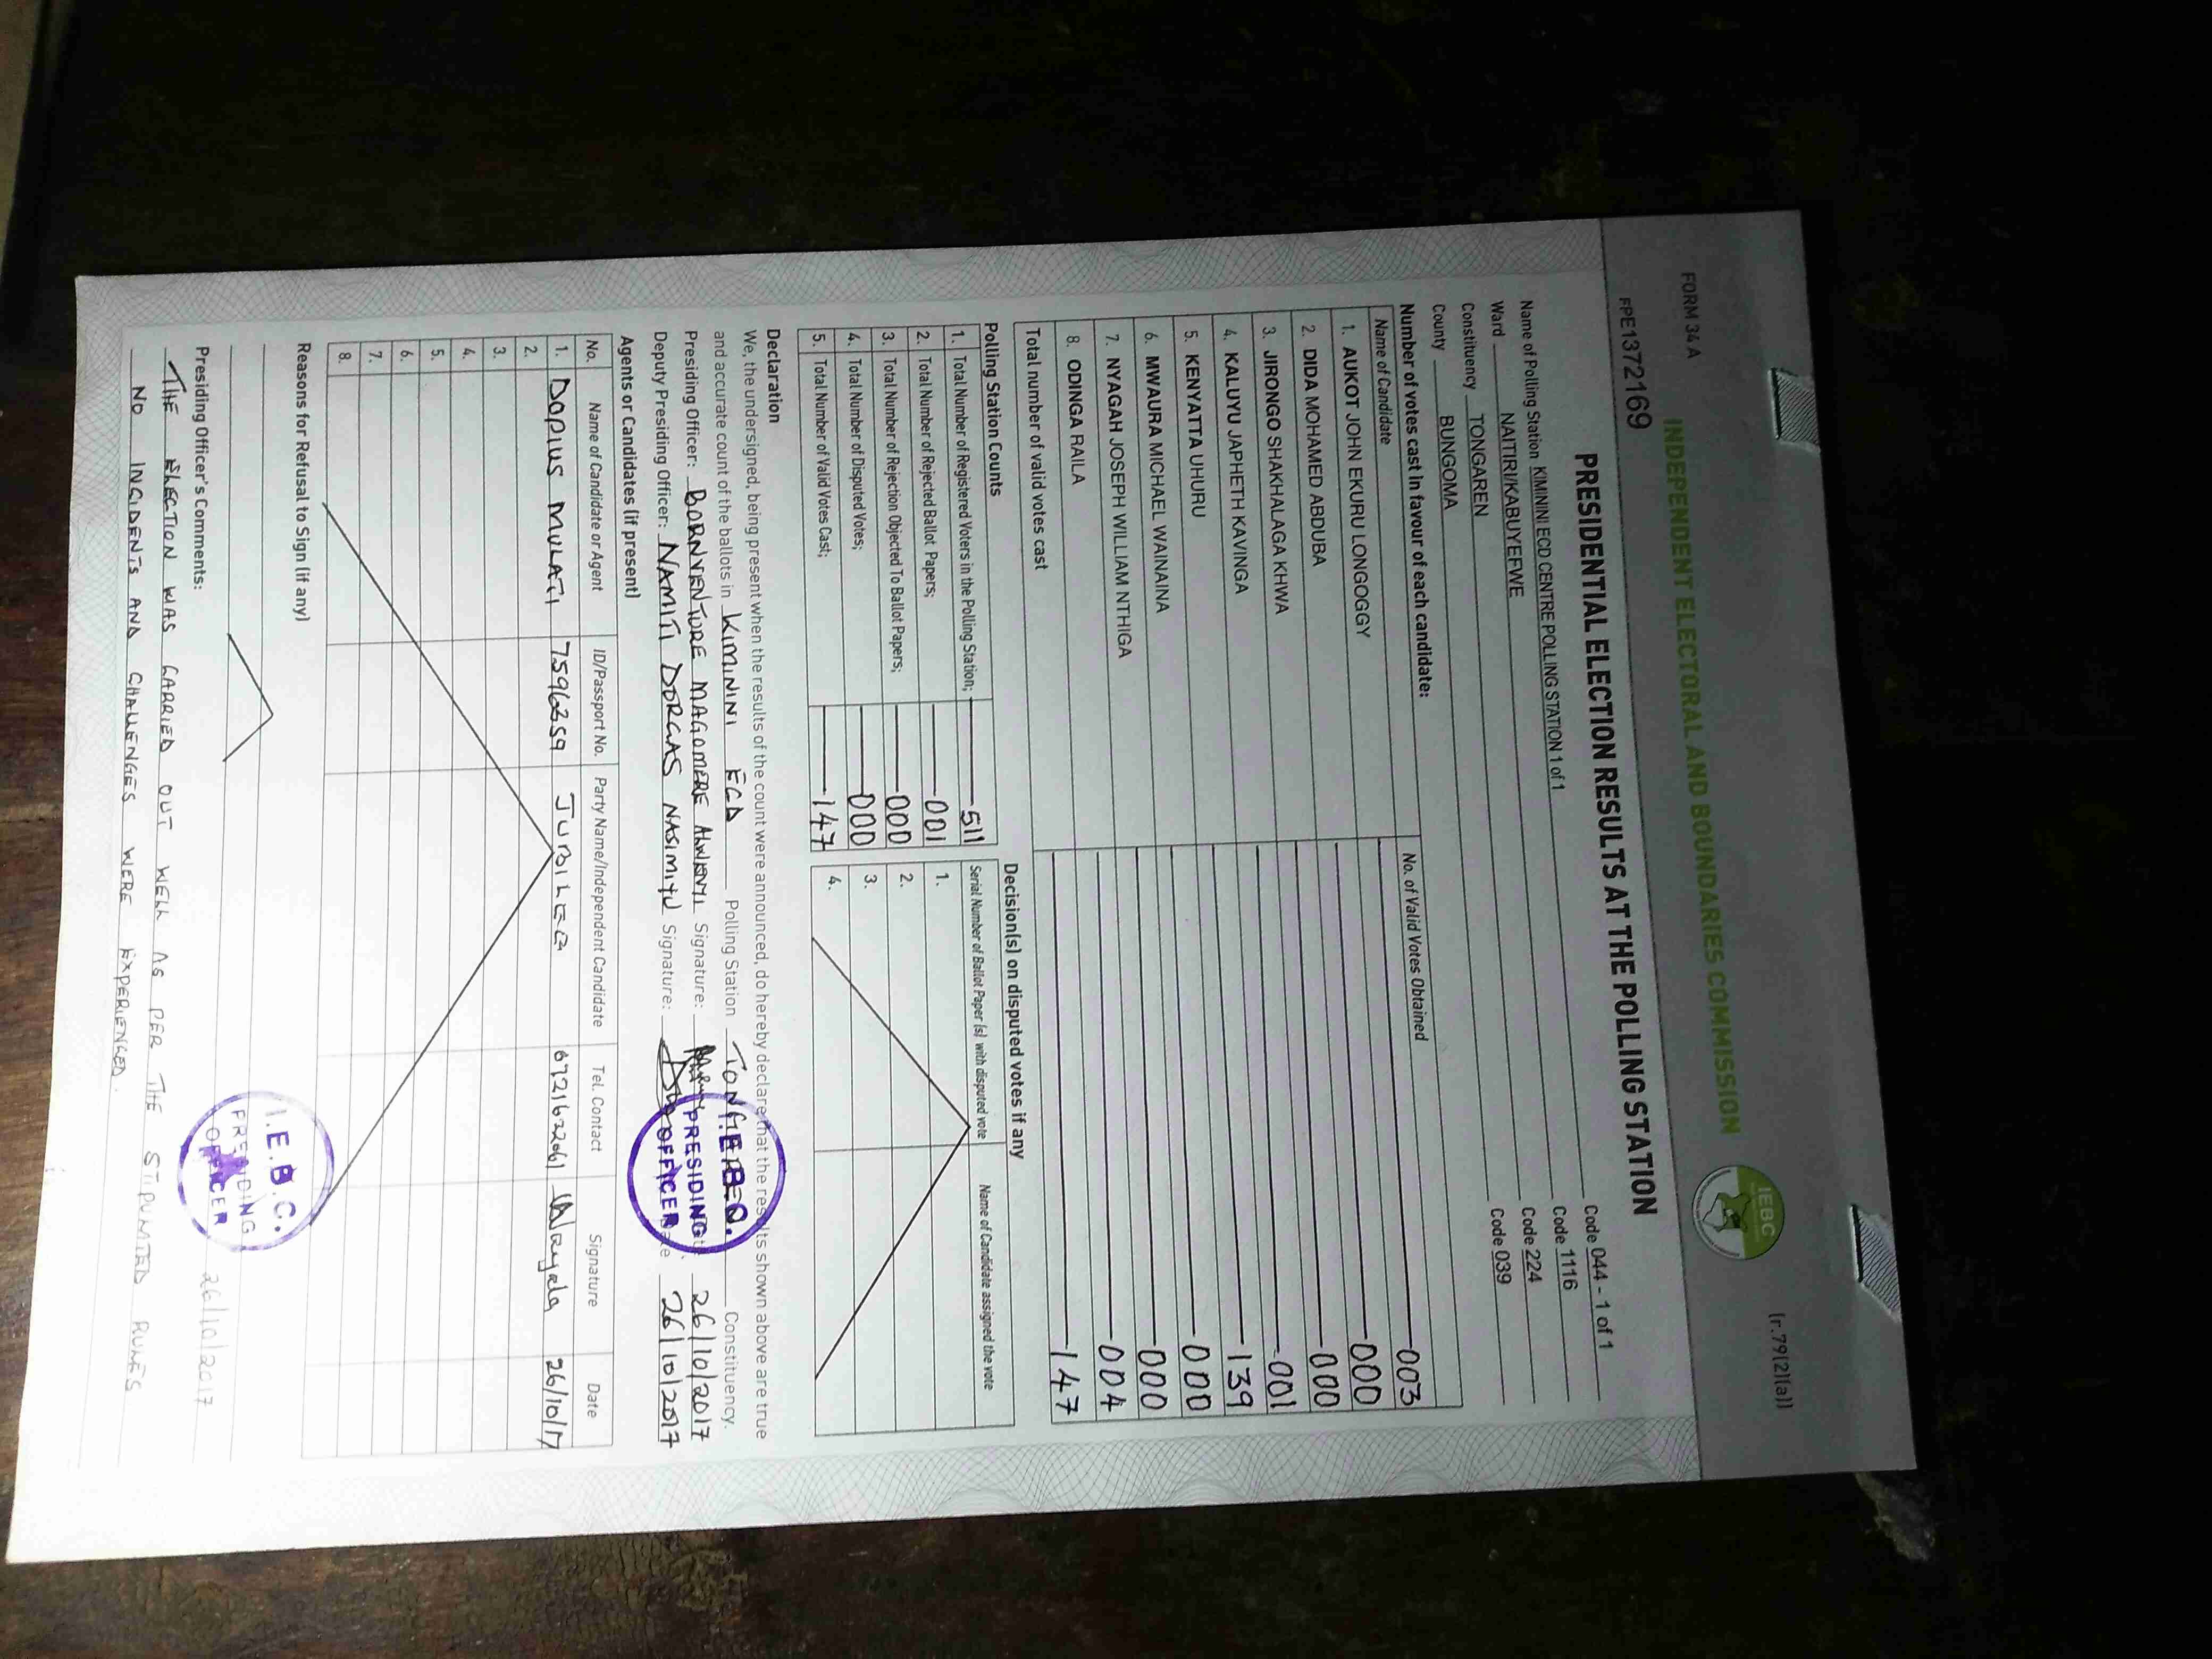 FORM 34 A
(r.79(2)(a))
INDEPENDENT ELECTORAL AND BOUNDARIES COMMISSION
IEBC
FPE1372169
PRESIDENTIAL ELECTION RESULTS AT THE POLLING STATION
Name of Polling Station KIMININI ECD CENTRE POLLING STATION 1 of 1 Code 044 - 1 of 1
Ward NAITIRI/KABUYEFWE Code 1116
Constituency TONGAREN Code 224
County BUNGOMA Code 039
Number of votes cast in favour of each candidate:
Name of Candidate No. of Valid Votes Obtained
1. AUKOT JOHN EKURU LONGOGGY 003
2. DIDA MOHAMED ABDUBA 000
3. JIRONGO SHAKHALAGA KHWA 000
4. KALUYU JAPHETH KAVINGA 001
5. KENYATTA UHURU 139
6. MWAURA MICHAEL WAINAINA 000
7. NYAGAH JOSEPH WILLIAM NTHIGA 000
8. ODINGA RAILA 004
Total number of valid votes cast 147
Polling Station Counts
1. Total Number of Registered Voters in the Polling Station; 511
2. Total Number of Rejected Ballot Papers; 001
3. Total Number of Rejection Objected To Ballot Papers; 000
4. Total Number of Disputed Votes; 000
5. Total Number of Valid Votes Cast; 147
Decision(s) on disputed votes if any
Serial Number of Ballot Paper (s) with disputed vote Name of Candidate assigned the vote
1.
2.
3.
4.
Declaration
We, the undersigned, being present when the results of the count were announced, do hereby declare that the results shown above are true
and accurate count of the ballots in KIMININI ECD Polling Station Constituency.
Presiding Officer: BORNVENTURE MAGOMERE Signature: 26/10/2017
Deputy Presiding Officer: NAMITI DORCAS NASIMIYU Signature: Date 26/10/2017
I.E.B.C.
PRESIDING
OFFICER
Agents or Candidates (if present)
No. Name of Candidate or Agent ID/Passport No. Party Name/Independent Candidate Tel. Contact Signature Date
1. MULATI JUBILEE 26/10/17
2.
3.
4.
5.
6.
7.
8.
Reasons for Refusal to Sign (if any)
Presiding Officer's Comments:
THE ELECTION WAS CARRIED OUT WELL AS PER THE STIPULATED RULES
NO INCIDENTS AND CHALLENGES WERE EXPERIENCED.
I.E.B.C.
PRESIDING
OFFICER
26/10/2017